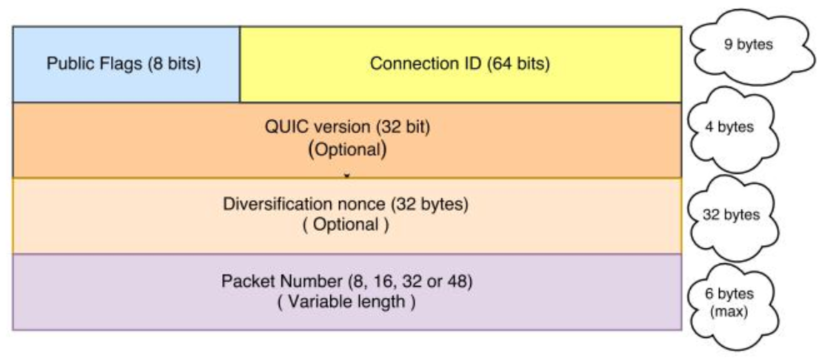 Public Flags (8 bits)
Connection ID (64 bits)
9 bytes
QUIC version (32 bit)
(Optional)
4 bytes
Diversification nonce (32 bytes)
( Optional )
32 bytes
Packet Number (8, 16, 32 or 48)
( Variable length )
6 bytes
(max)